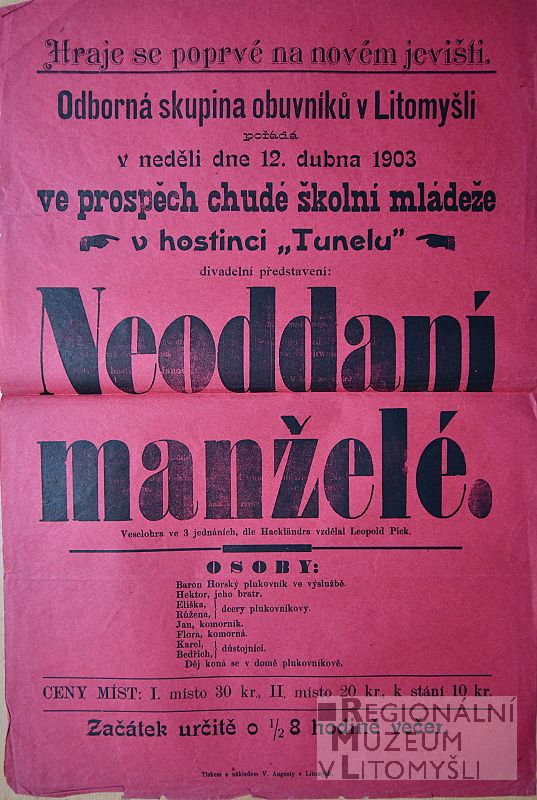 Hraje se poprvé na novém jevišti.
Odborná skupina obuvníků v Litomyšli
pořádá
v neděli dne 12. dubna 1903
ve prospěch chudé školní mládeže
v hostinci „Tunelu”
divadelní představení:
Neoddaní
manželé.
Veselohra ve 3 jednáních, dle Hackländra vzdělal Leopold Pick.
OSOBY:
Baron Horský plukovník ve výslužbě.
Hektor, jeho bratr.
Eliška,
Růžena, } dcery plukovníkovy.
Jan, komorník.
Flora, komorná.
Karel,
Bedřich, } důstojníci.
Děj koná se v domě plukovníkově.
CENY MÍST: I. místo 30 kr., II. místo 20 kr., k stání 10 kr.
Začátek určitě o 1/2 8 hodině večer.
Tiskem a nákladem V. Augusty v Litomyšli.
REGIONÁLNÍ
MUZEUM
V LITOMYŠLI